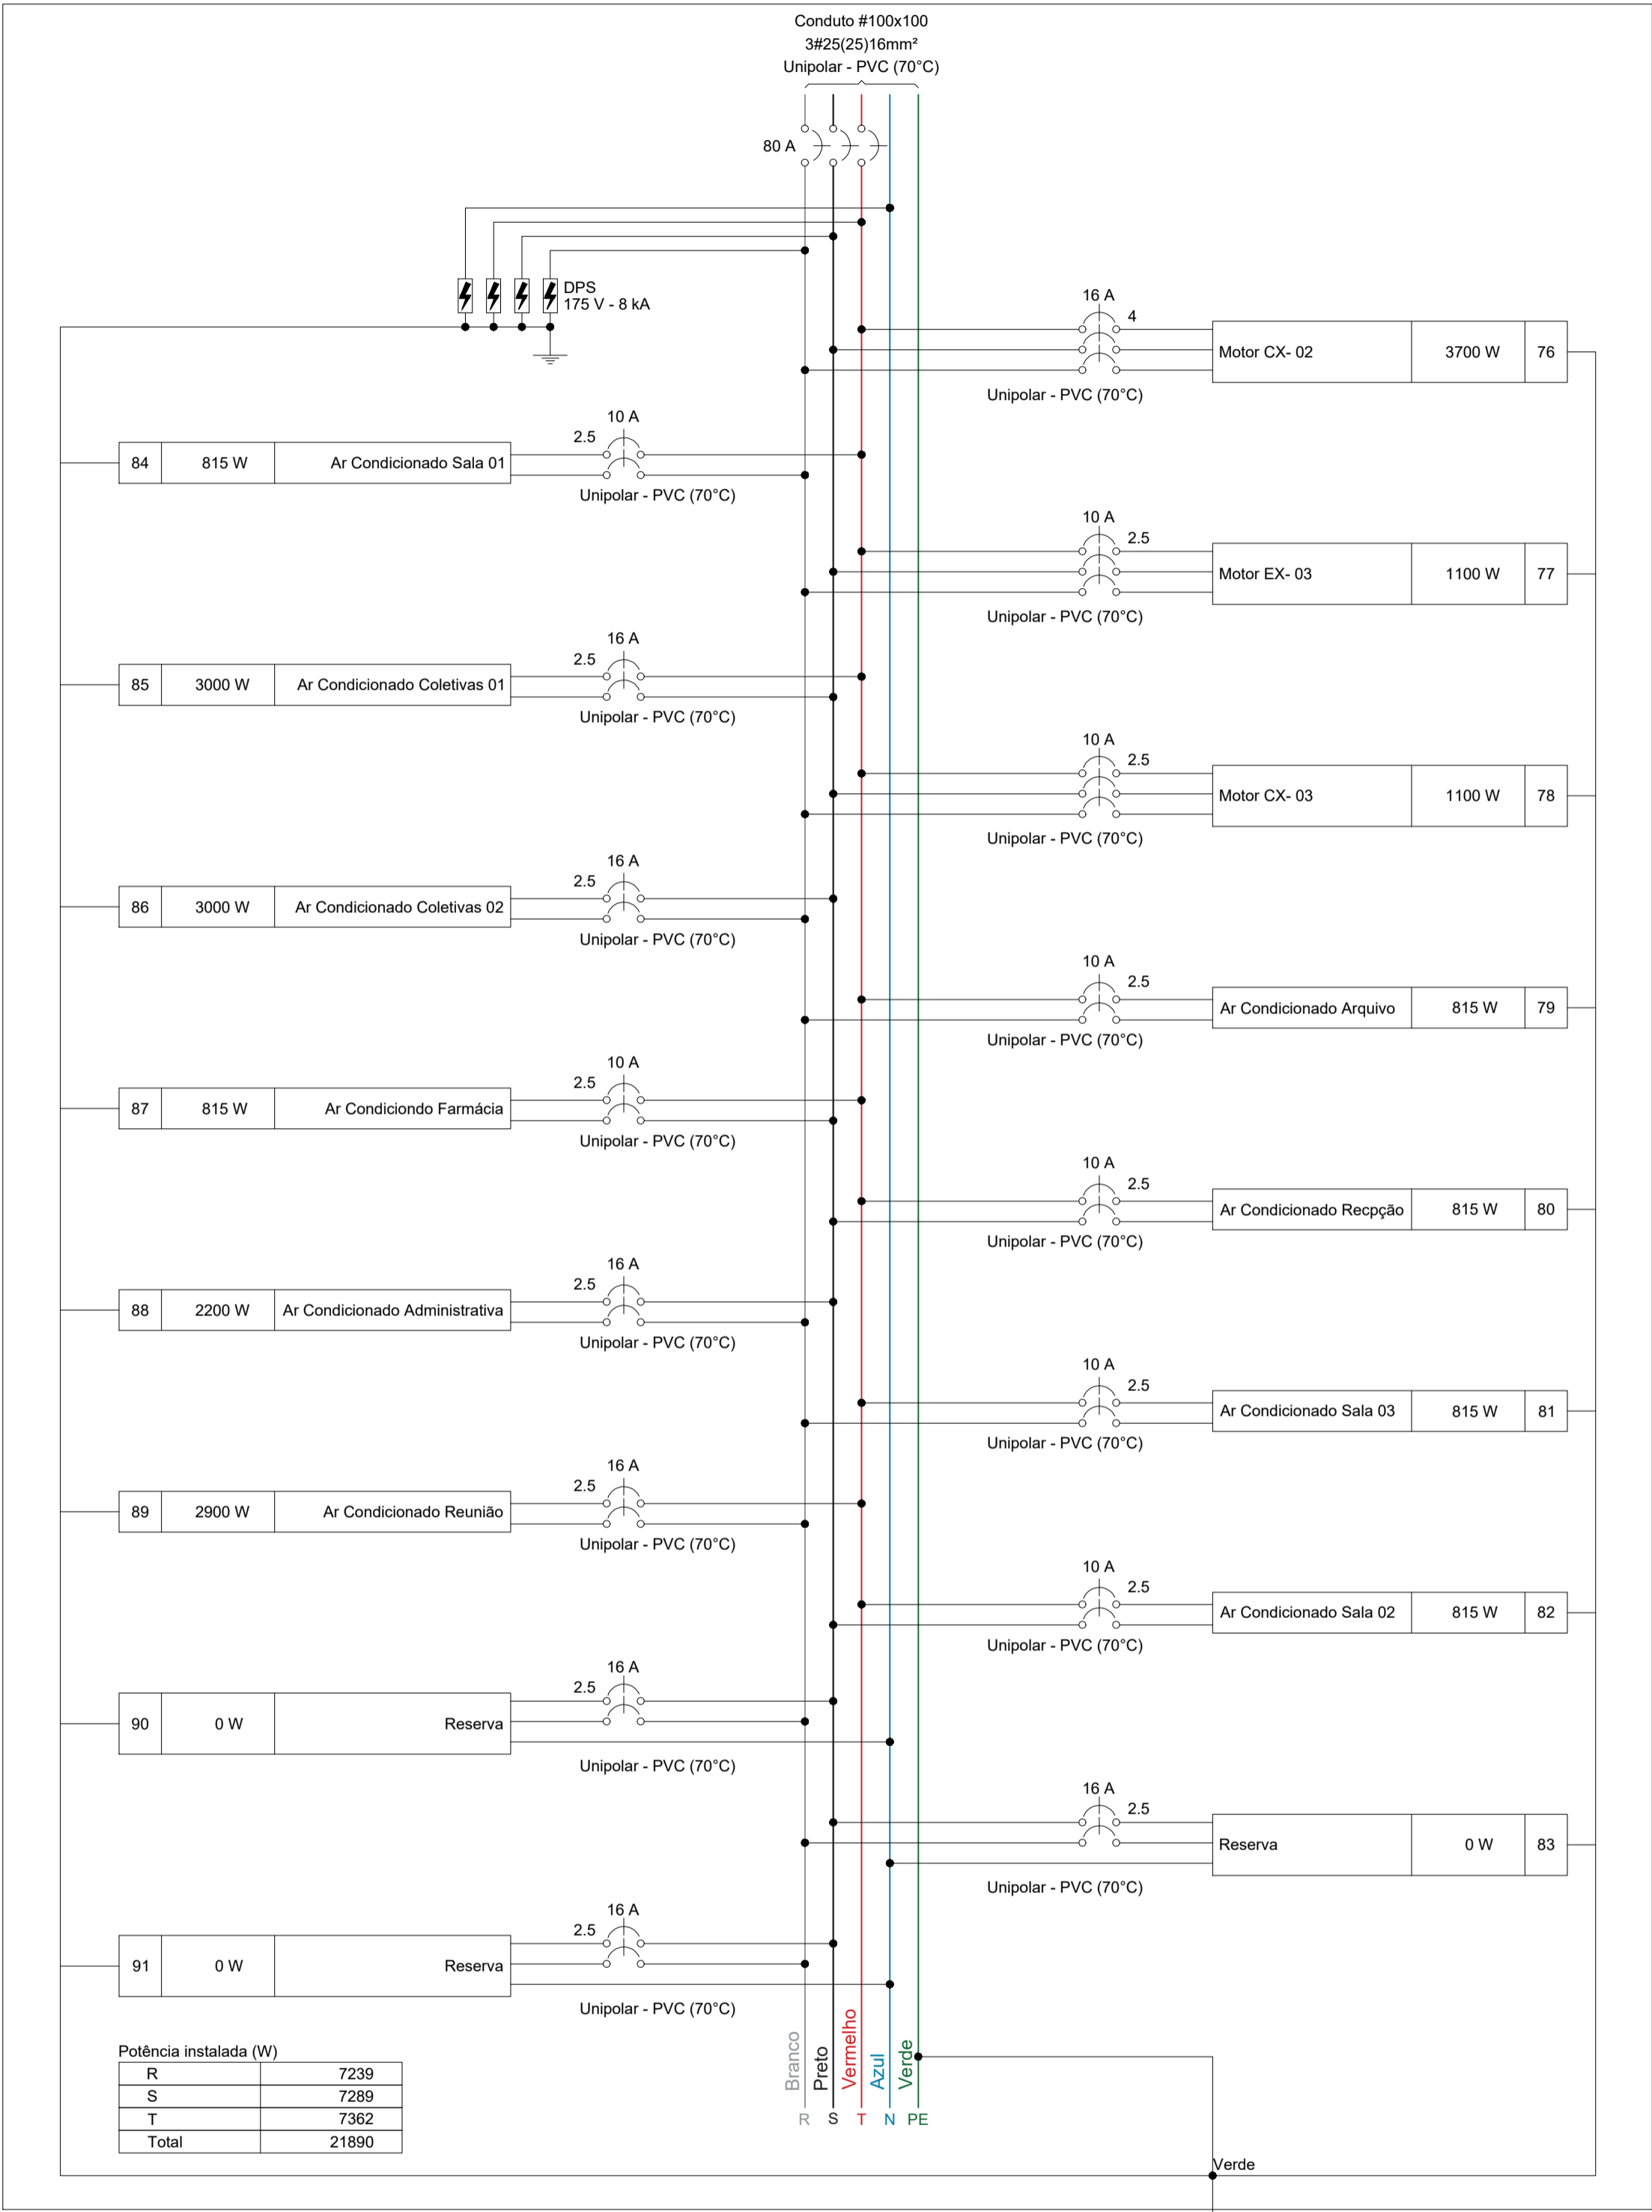 Conduto #100x100
3#25(25)16mm²
Unipolar - PVC (70°C)
80 A
DPS
175 V - 8 kA
16 A
4
Motor CX- 02 3700 W 76
Unipolar - PVC (70°C)
10 A
2.5
84 815 W Ar Condicionado Sala 01
Unipolar - PVC (70°C)
10 A
2.5
Motor EX- 03 1100 W 77
Unipolar - PVC (70°C)
16 A
2.5
85 3000 W Ar Condicionado Coletivas 01
Unipolar - PVC (70°C)
10 A
2.5
Motor CX- 03 1100 W 78
Unipolar - PVC (70°C)
16 A
2.5
86 3000 W Ar Condicionado Coletivas 02
Unipolar - PVC (70°C)
10 A
2.5
Ar Condicionado Arquivo 815 W 79
Unipolar - PVC (70°C)
10 A
2.5
87 815 W Ar Condiciondo Farmácia
Unipolar - PVC (70°C)
10 A
2.5
Ar Condicionado Recpção 815 W 80
Unipolar - PVC (70°C)
16 A
2.5
88 2200 W Ar Condicionado Administrativa
Unipolar - PVC (70°C)
10 A
2.5
Ar Condicionado Sala 03 815 W 81
Unipolar - PVC (70°C)
16 A
2.5
89 2900 W Ar Condicionado Reunião
Unipolar - PVC (70°C)
10 A
2.5
Ar Condicionado Sala 02 815 W 82
Unipolar - PVC (70°C)
16 A
2.5
90 0 W Reserva
Unipolar - PVC (70°C)
16 A
2.5
Reserva 0 W 83
Unipolar - PVC (70°C)
16 A
2.5
91 0 W Reserva
Unipolar - PVC (70°C)
Branco
Preto
Vermelho
Azul
Verde
R S T N PE
Potência instalada (W)
R 7239
S 7289
T 7362
Total 21890
Verde